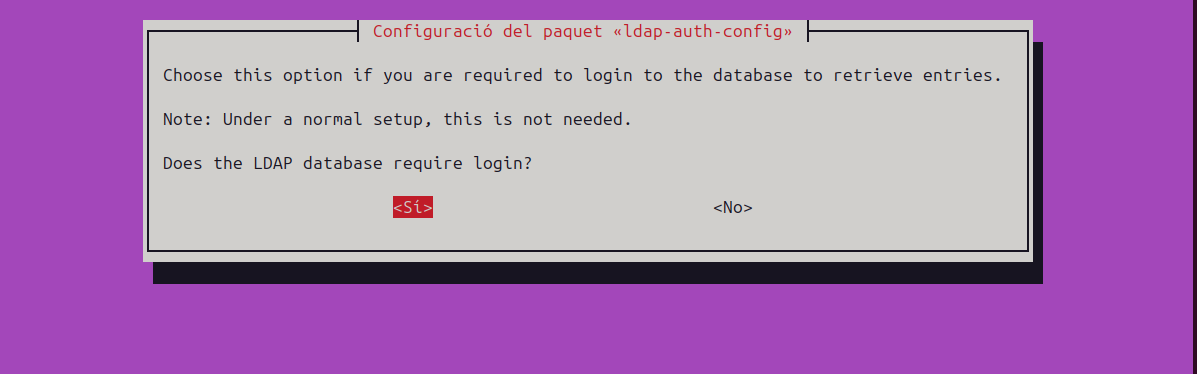 Configuració del paquet «ldap-auth-config»
Choose this option if you are required to login to the database to retrieve entries.
Note: Under a normal setup, this is not needed.
Does the LDAP database require login?
<Sí> <No>